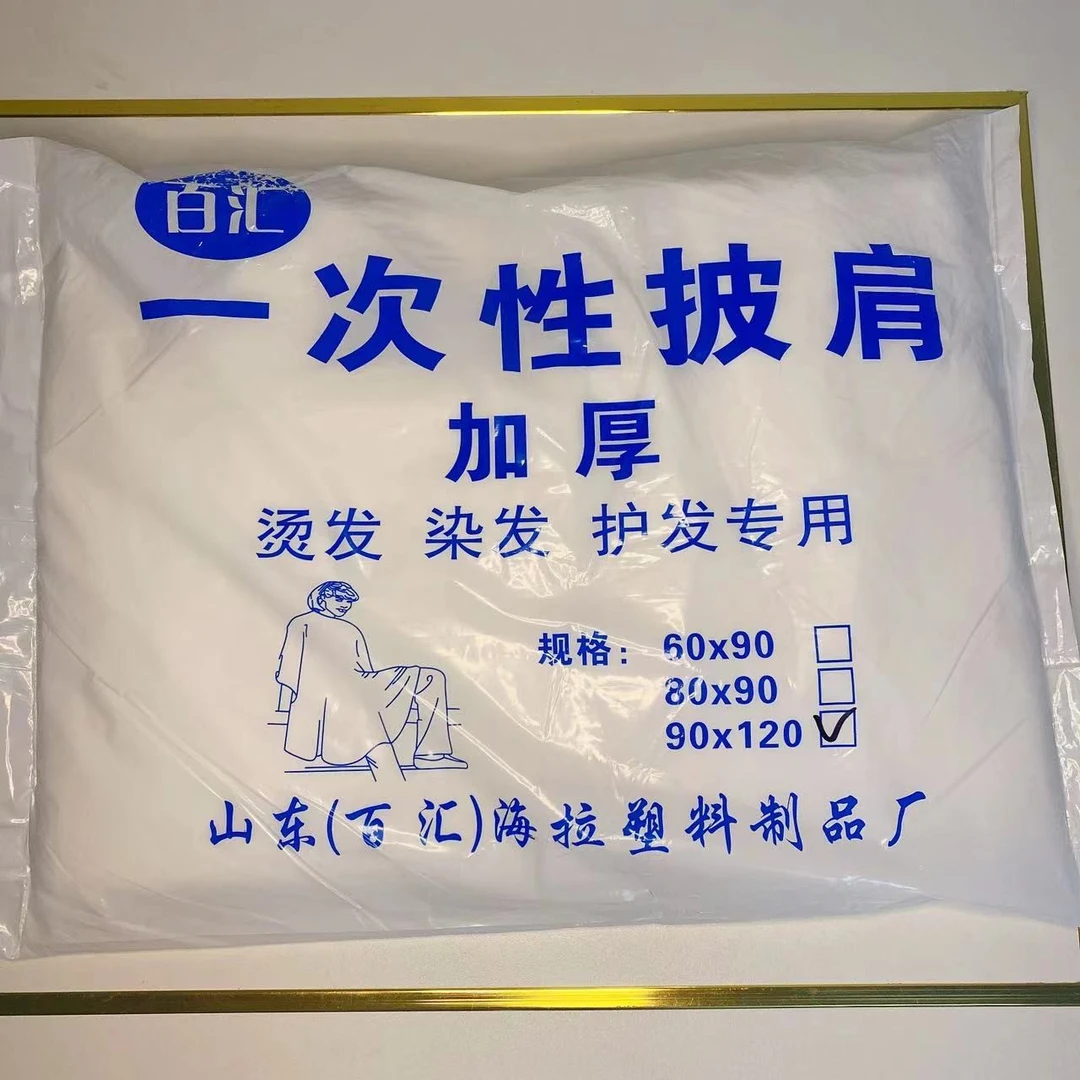 百汇
一次性披肩
加厚
烫发 染发 护发专用
规格： 60x90
80x90
90x120
山东(百汇)海拉塑料制品厂